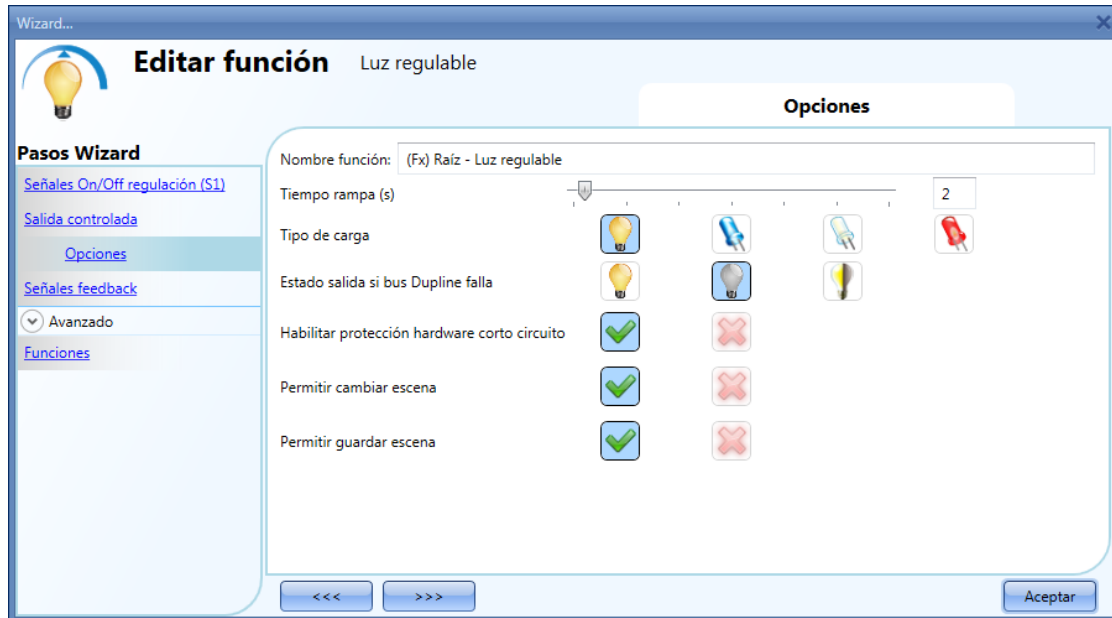 Wizard...
Editar función Luz regulable
Opciones
Pasos Wizard
Señales On/Off regulación (S1)
Salida controlada
Opciones
Señales feedback
Avanzado
Funciones
Nombre función: (Fx) Raíz - Luz regulable
Tiempo rampa (s) 2
Tipo de carga
Estado salida si bus Dupline falla
Habilitar protección hardware corto circuito
Permitir cambiar escena
Permitir guardar escena
<<< >>> Aceptar